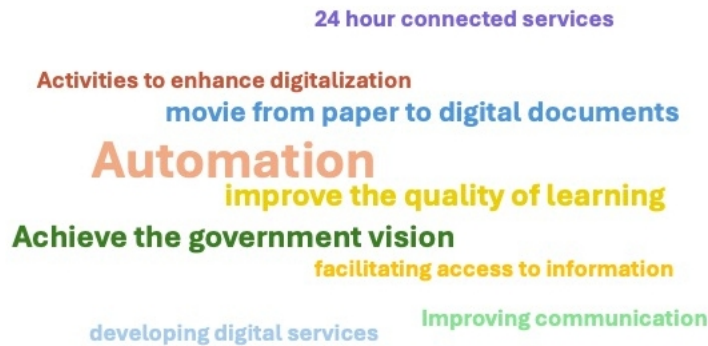 24 hour connected services
Activities to enhance digitalization
movie from paper to digital documents
Automation
improve the quality of learning
Achieve the government vision
facilitating access to information
Improving communication
developing digital services